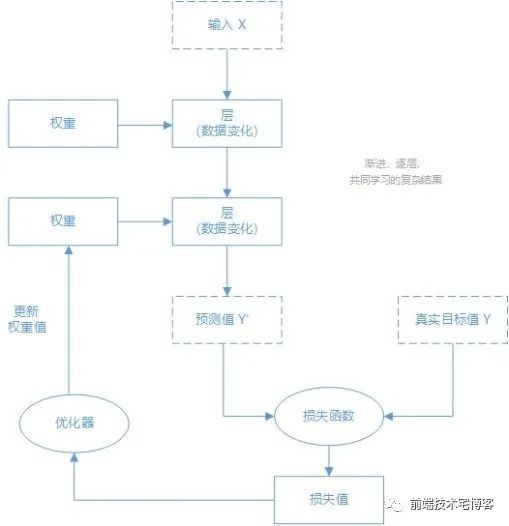 输入 X
权重
层
(数据变化)
渐进、逐层,
共同学习的复杂结果
权重
层
(数据变化)
更新
权重值
预测值 Y'
真实目标值 Y
优化器
损失函数
损失值
前端技术宅博客